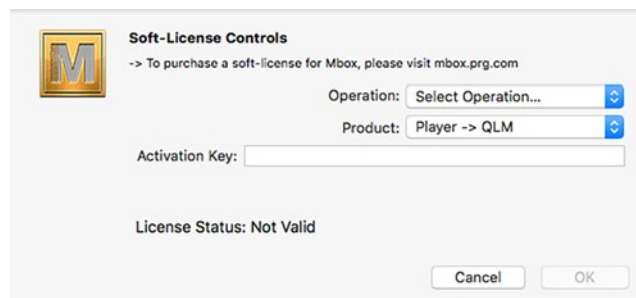 M
Soft-License Controls
-> To purchase a soft-license for Mbox, please visit mbox.prg.com
Operation: Select Operation...
Product: Player -> QLM
Activation Key:
License Status: Not Valid
Cancel OK